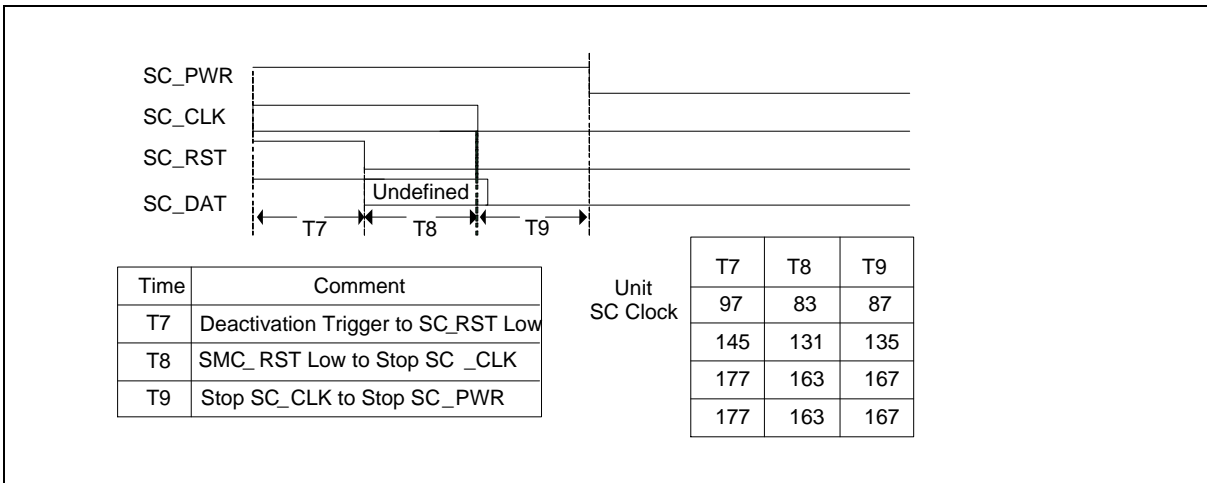 SC_PWR
SC_CLK
SC_RST
SC_DAT
Undefined
T7 T8 T9
Time Comment
T7 Deactivation Trigger to SC_RST Low
T8 SMC_ RST Low to Stop SC _CLK
T9 Stop SC_CLK to Stop SC_PWR
Unit
SC Clock
T7 T8 T9
97 83 87
145 131 135
177 163 167
177 163 167